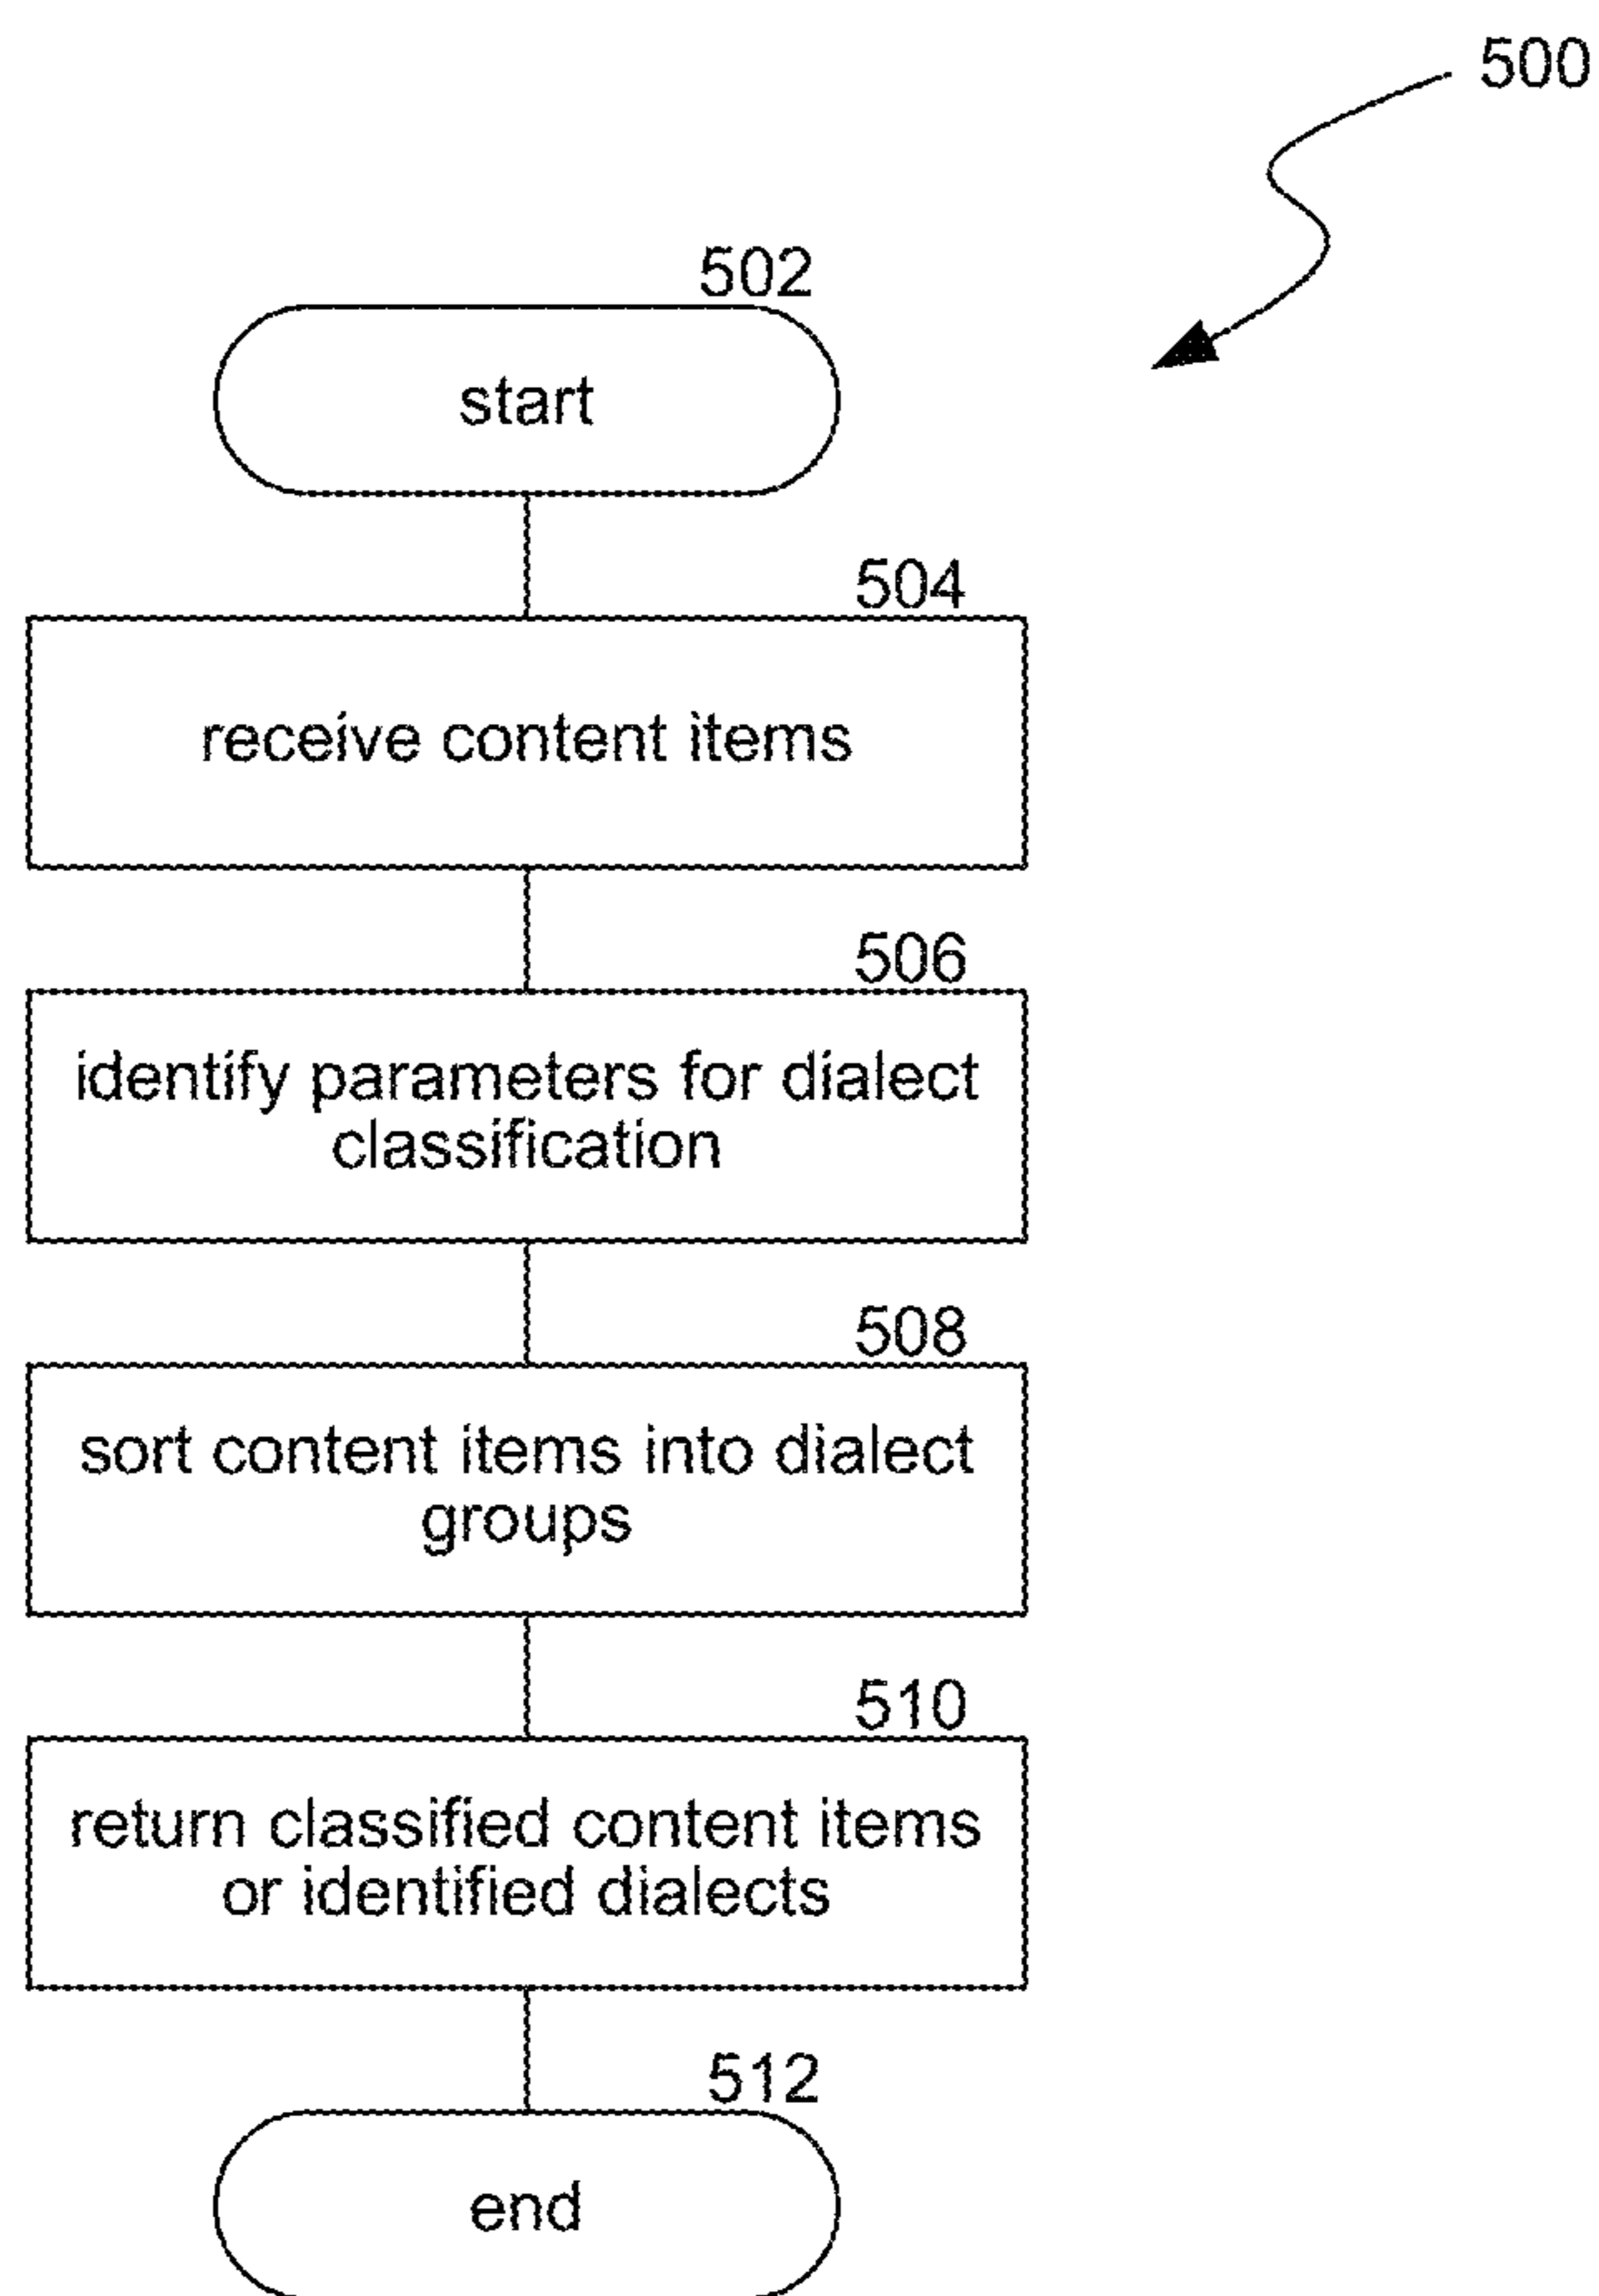 500
502
start
504
receive content items
506
identify parameters for dialect
classification
508
sort content items into dialect
groups
510
return classified content items
or identified dialects
512
end